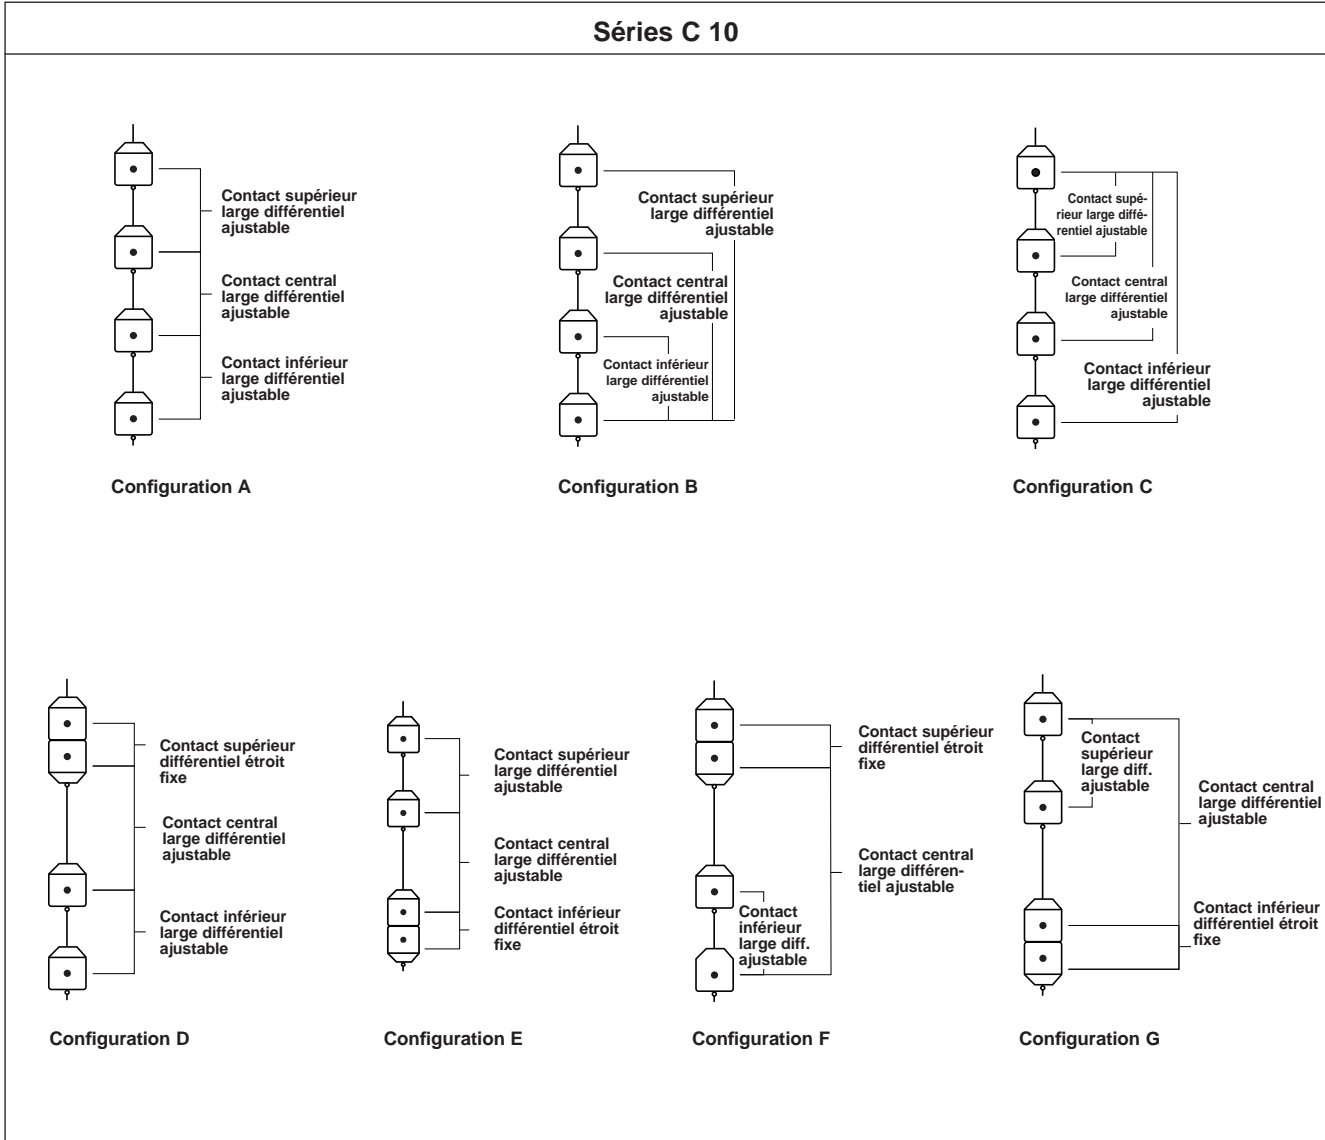 Séries C 10
Contact supérieur
large différentiel
ajustable
Contact central
large différentiel
ajustable
Contact inférieur
large différentiel
ajustable
Configuration A
Contact supérieur
large différentiel
ajustable
Contact central
large différentiel
ajustable
Contact inférieur
large différentiel
ajustable
Configuration B
Contact supé-
rieur large diffé-
rentiel ajustable
Contact central
large différentiel
ajustable
Contact inférieur
large différentiel
ajustable
Configuration C
Contact supérieur
différentiel étroit
fixe
Contact central
large différentiel
ajustable
Contact inférieur
large différentiel
ajustable
Configuration D
Contact supérieur
large différentiel
ajustable
Contact central
large différentiel
ajustable
Contact inférieur
différentiel étroit
fixe
Configuration E
Contact supérieur
différentiel étroit
fixe
Contact central
large différen-
tiel ajustable
Contact
inférieur
large diff.
ajustable
Configuration F
Contact
supérieur
large diff.
ajustable
Contact central
large différentiel
ajustable
Contact inférieur
différentiel étroit
fixe
Configuration G